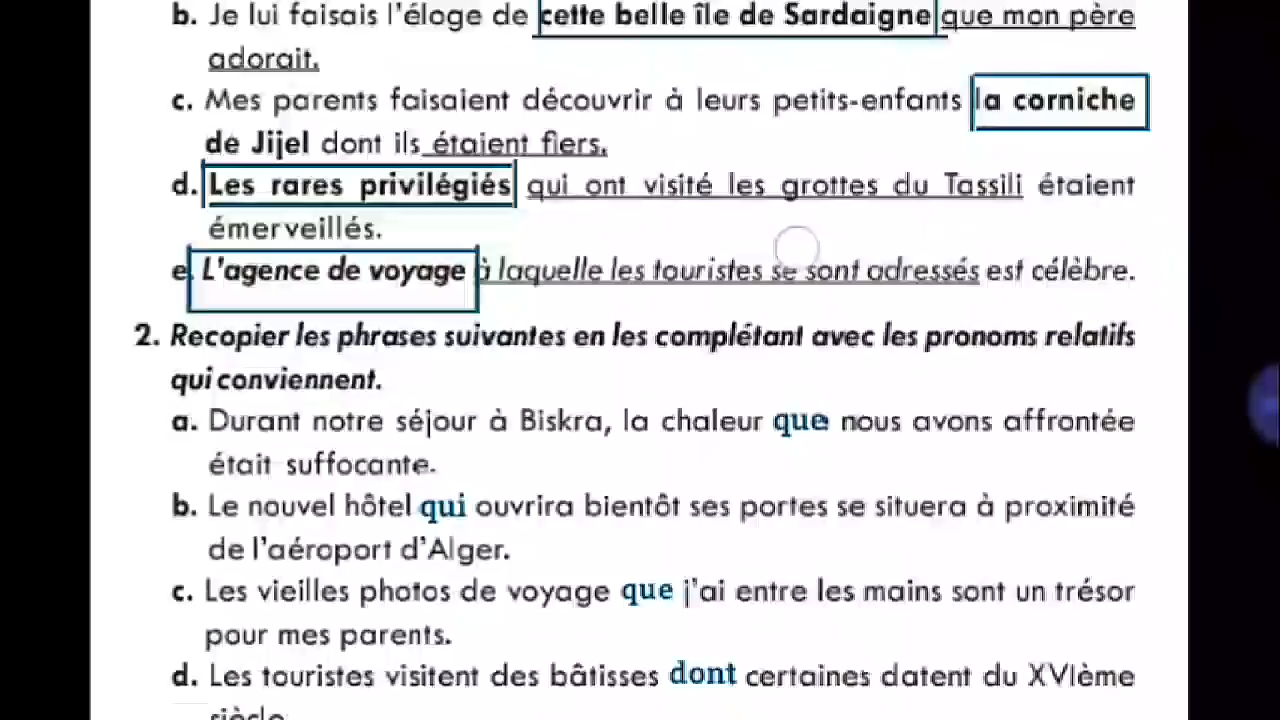 b. Je lui faisais l'éloge de cette belle île de Sardaigne que mon père
adorait.
c. Mes parents faisaient découvrir à leurs petits-enfants la corniche
de Jijel dont ils étaient fiers.
d. Les rares privilégiés qui ont visité les grottes du Tassili étaient
émerveillés.
e. L'agence de voyage à laquelle les touristes se sont adressés est célèbre.
2. Recopier les phrases suivantes en les complétant avec les pronoms relatifs
qui conviennent.
a. Durant notre séjour à Biskra, la chaleur que nous avons affrontée
était suffocante.
b. Le nouvel hôtel qui ouvrira bientôt ses portes se situera à proximité
de l'aéroport d'Alger.
c. Les vieilles photos de voyage que j'ai entre les mains sont un trésor
pour mes parents.
d. Les touristes visitent des bâtisses dont certaines datent du XVIème
siècle.